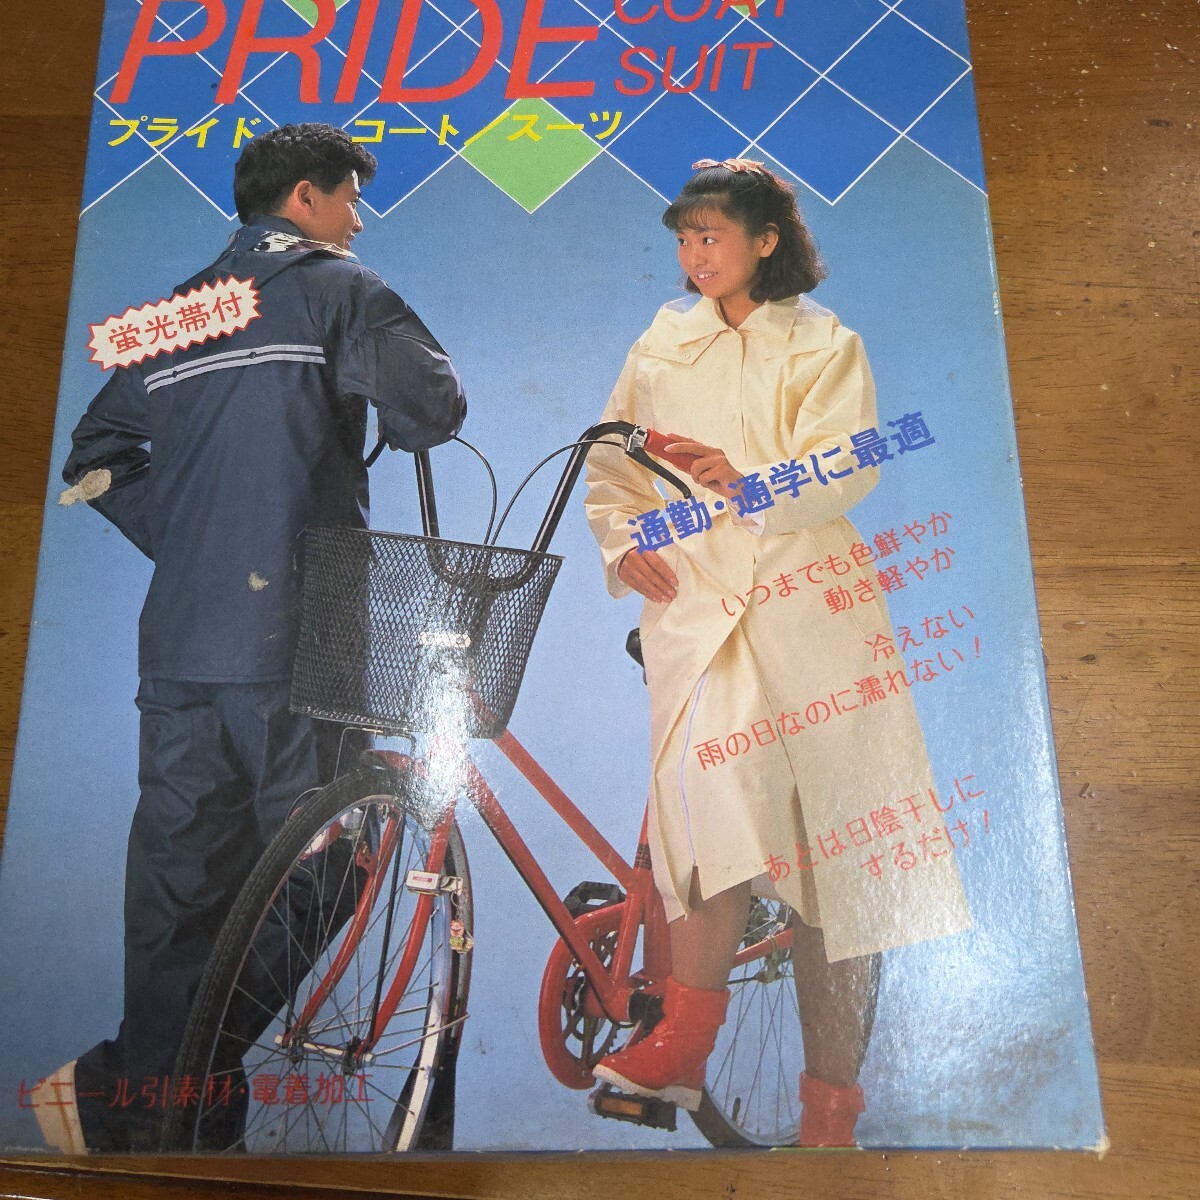 PRIDE COAT
SUIT
プライド コート／スーツ
蛍光帯付
通勤・通学に最適
いつまでも色鮮やか
動き軽やか
冷えない
雨の日なのに濡れない！
あとは日陰干しに
するだけ！
ビニール引素材・電着加工